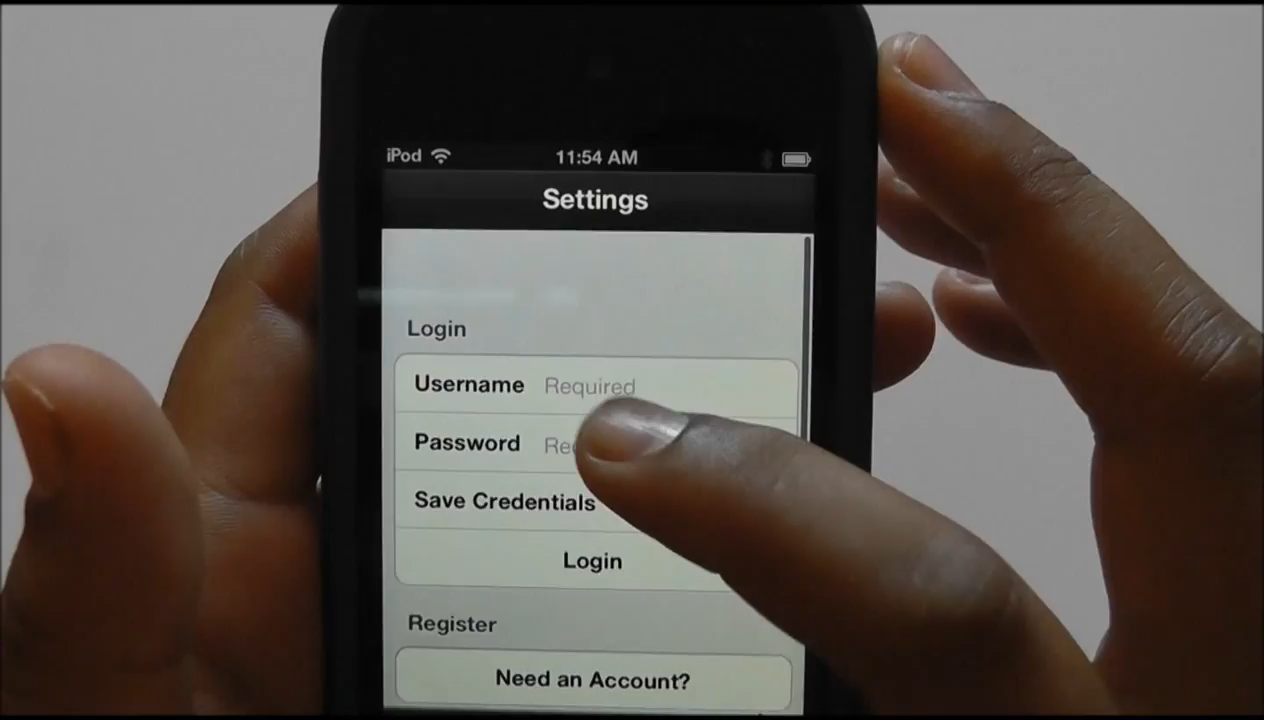 iPod 11:54 AM
Settings
Login
Username Required
Password
Save Credentials
Login
Register
Need an Account?